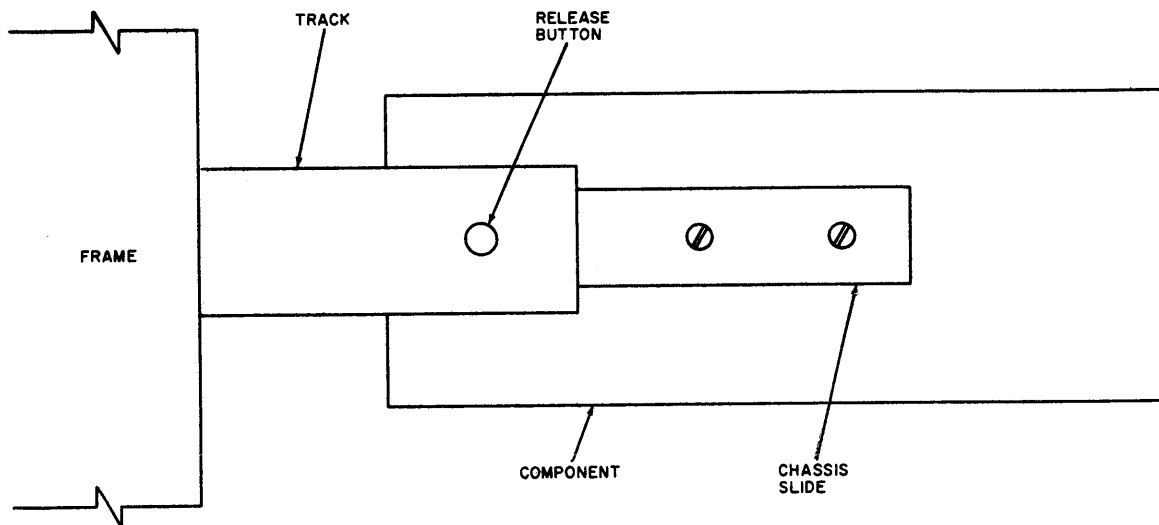 TRACK
RELEASE
BUTTON
FRAME
COMPONENT
CHASSIS
SLIDE